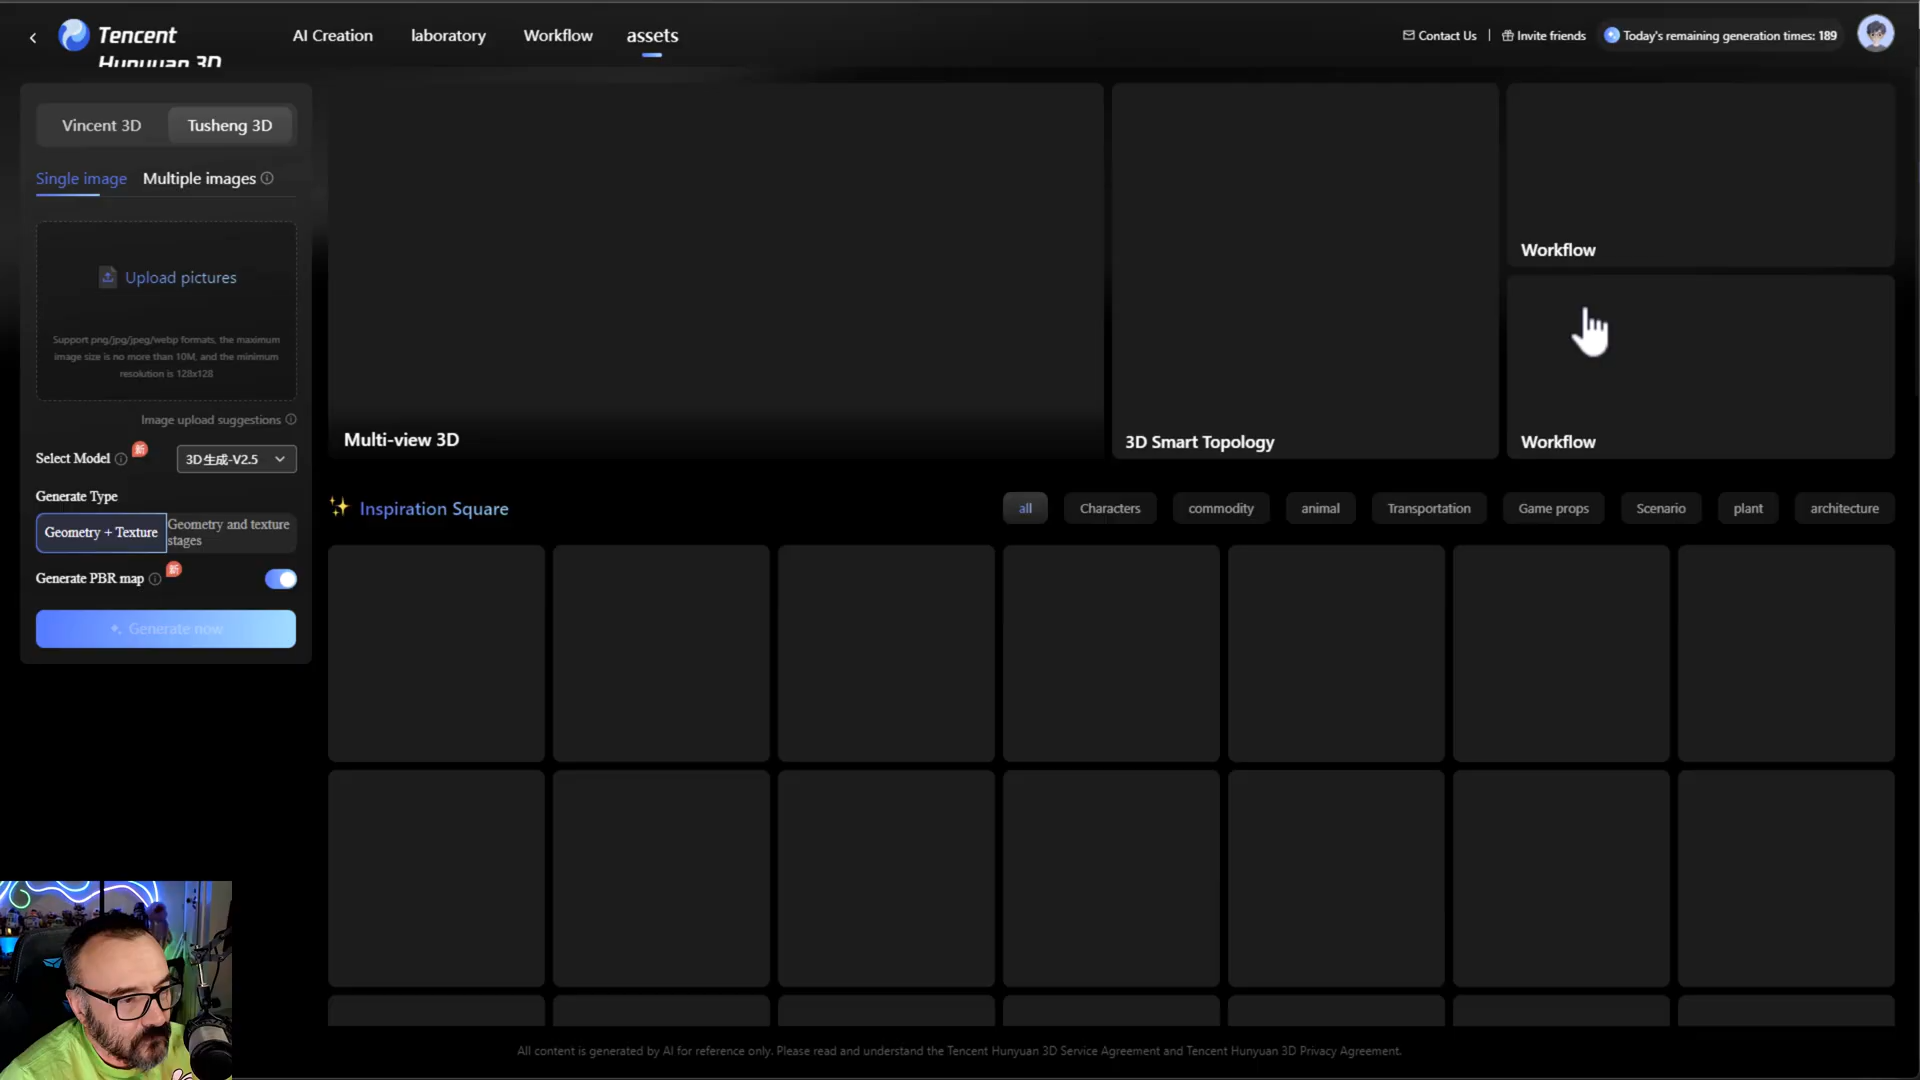 Tencent
Hunyuan 3D
AI Creation
laboratory
Workflow
assets
Contact Us
Invite friends
Today's remaining generation times: 189
Vincent 3D
Tusheng 3D
Single image
Multiple images
Upload pictures
Support png/jpg/jpeg/webp formats, the maximum
image size is no more than 10M, and the minimum
resolution is 128x128
Image upload suggestions
Select Model
新
3D生成-V2.5
Generate Type
Geometry + Texture
Geometry and texture
stages
Generate PBR map
新
Generate now
Multi-view 3D
3D Smart Topology
Workflow
Workflow
Inspiration Square
all
Characters
commodity
animal
Transportation
Game props
Scenario
plant
architecture
All content is generated by AI for reference only. Please read and understand the Tencent Hunyuan 3D Service Agreement and Tencent Hunyuan 3D Privacy Agreement.